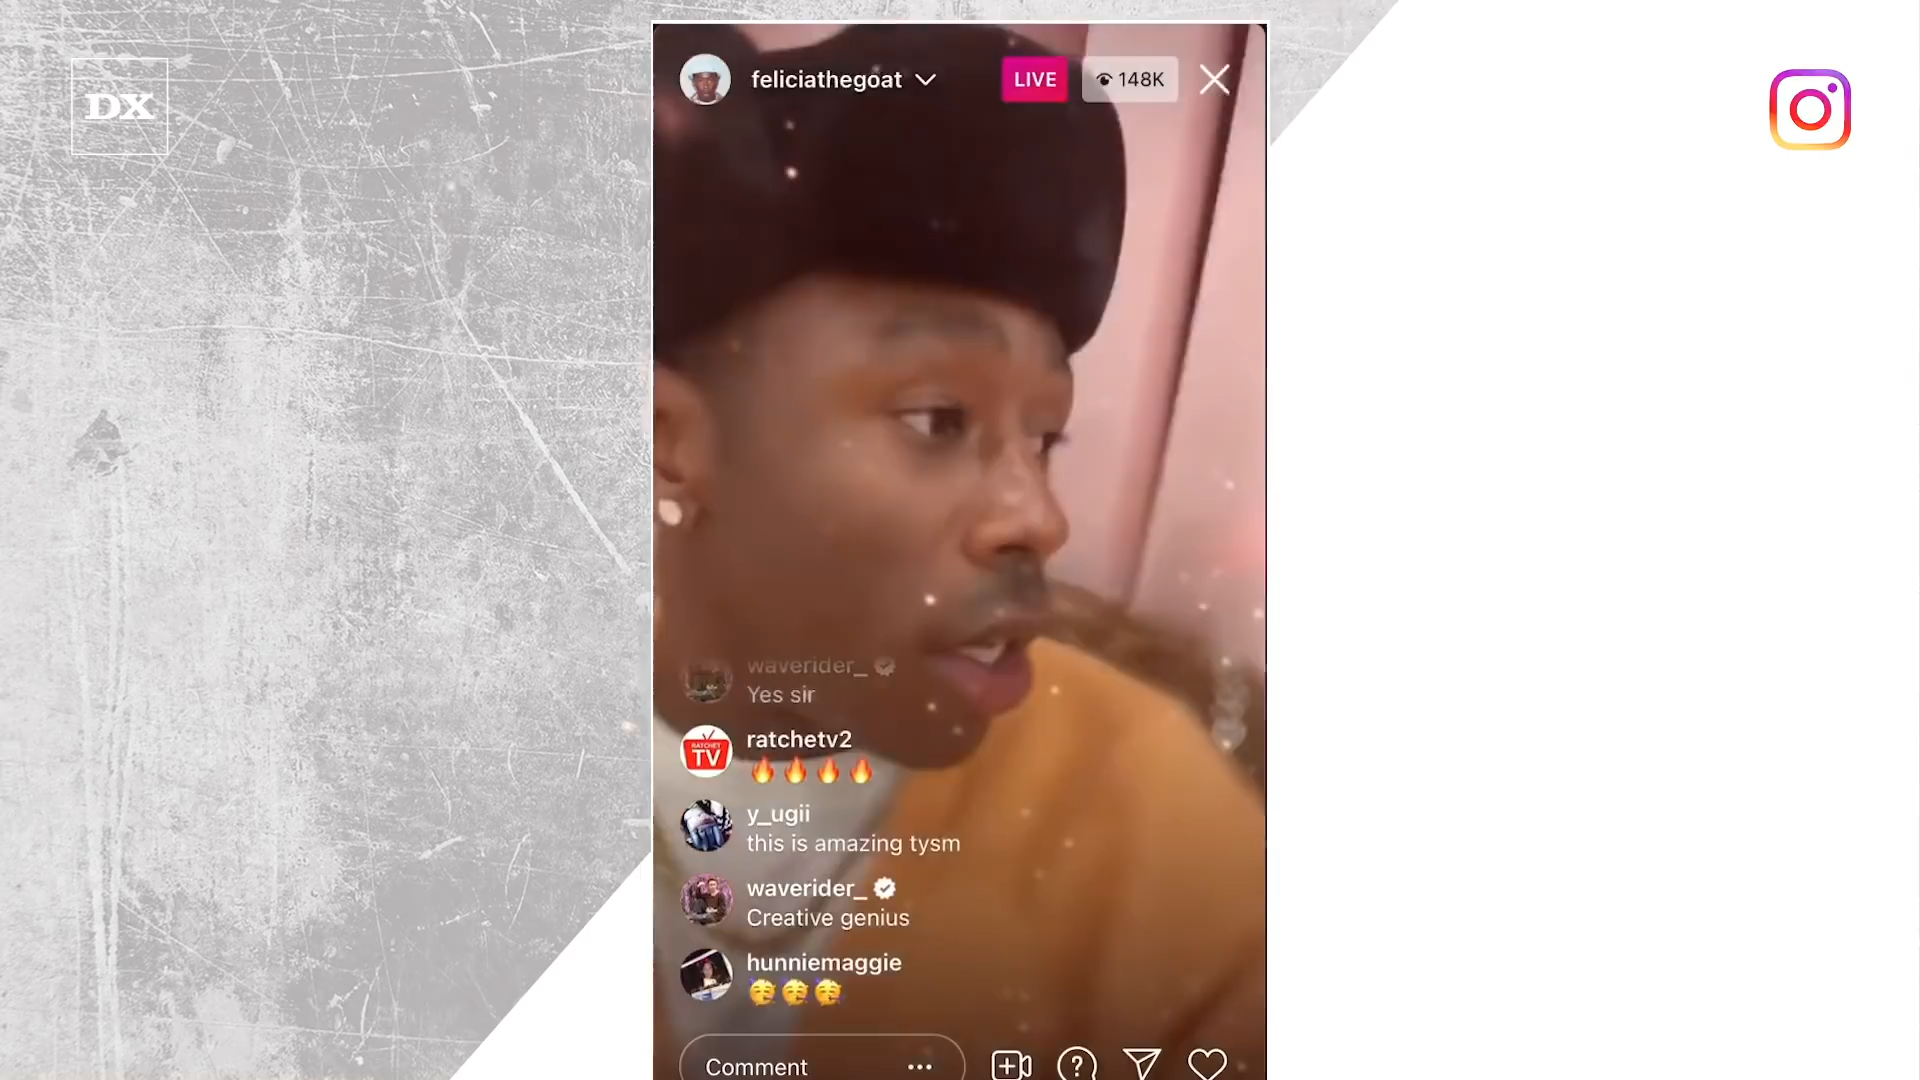 DX
feliciathegoat
LIVE
148K
waverider_
Yes sir
RATCHET
TV
ratchetv2
y_ugii
this is amazing tysm
waverider_
Creative genius
hunniemaggie
Comment